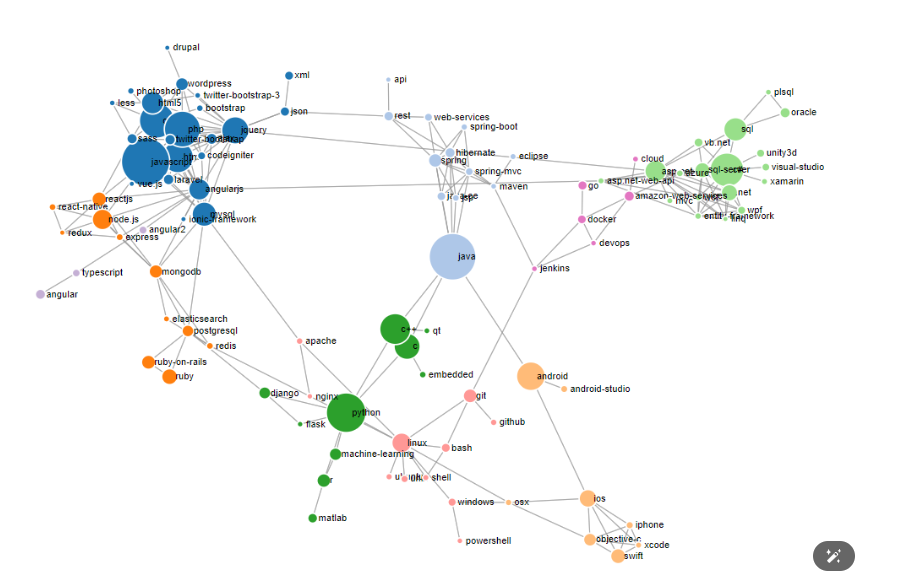 drupal
xml
wordpress
api
photoshop
twitter-bootstrap-3
plsql
less
html5
bootstrap
json
rest
web-services
oracle
spring-boot
php
jquery
sql
sass
twitter-bootstrap
vb.net
hibernate
unity3d
codeigniter
eclipse
cloud
javascript
spring
asp.net
sql-server
visual-studio
vue.js
laravel
spring-mvc
azure
go
asp.net-web-api
xamarin
angularjs
maven
reactjs
jsp
amazon-web-services
.net
react-native
mvc
mysql
wpf
node.js
ionic-framework
docker
entity-framework
linq
redux
express
angular2
devops
java
typescript
mongodb
jenkins
angular
elasticsearch
postgresql
c++
qt
redis
apache
c
ruby-on-rails
ruby
embedded
android
android-studio
django
nginx
git
python
flask
github
linux
bash
machine-learning
r
shell
matlab
windows
osx
ios
iphone
powershell
objective-c
xcode
swift